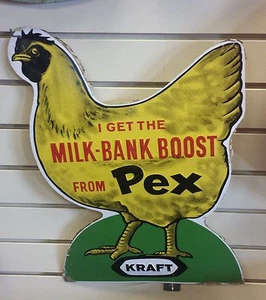 I GET THE
MILK-BANK BOOST
FROM Pex
KRAFT